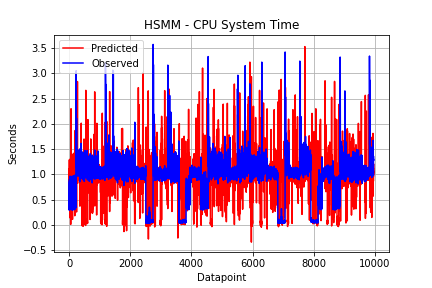 HSMM - CPU System Time
Predicted
Observed
3.5
3.0
2.5
2.0
1.5
1.0
0.5
0.0
−0.5
Seconds
0 2000 4000 6000 8000 10000
Datapoint